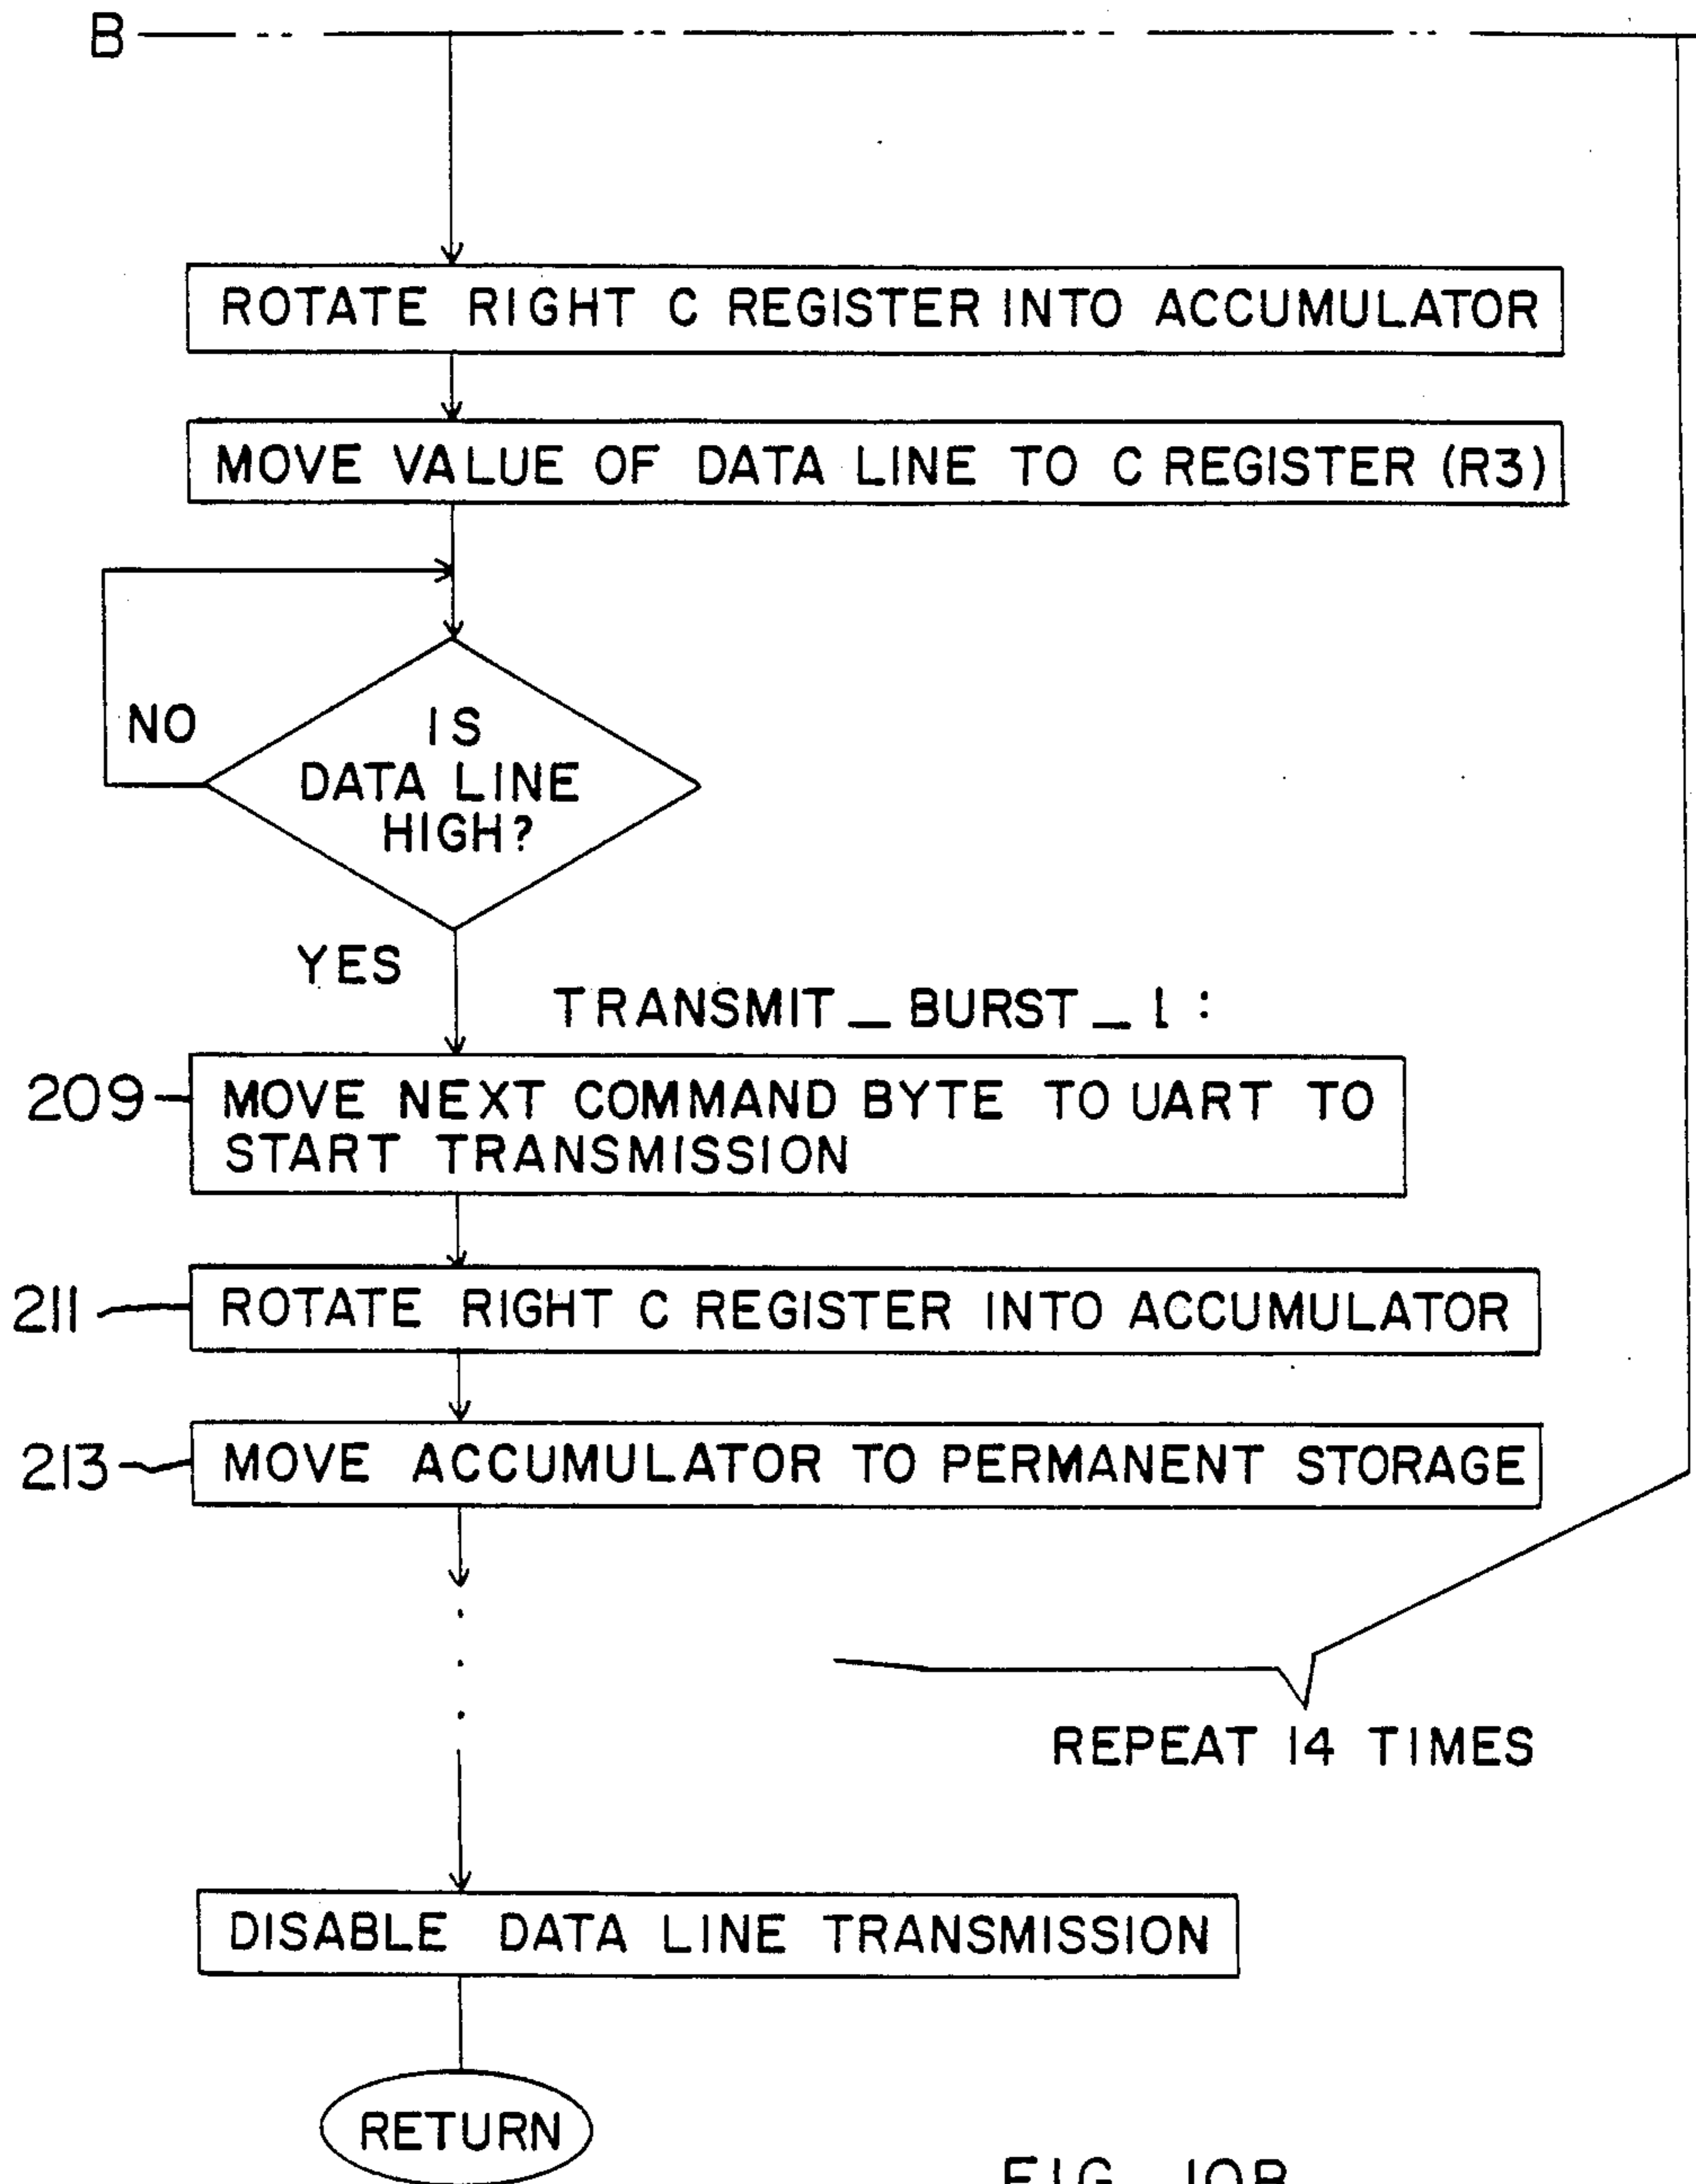 B
ROTATE RIGHT C REGISTER INTO ACCUMULATOR
MOVE VALUE OF DATA LINE TO C REGISTER (R3)
NO
IS
DATA LINE
HIGH?
YES
TRANSMIT_BURST_1:
209
MOVE NEXT COMMAND BYTE TO UART TO
START TRANSMISSION
211
ROTATE RIGHT C REGISTER INTO ACCUMULATOR
213
MOVE ACCUMULATOR TO PERMANENT STORAGE
REPEAT 14 TIMES
DISABLE DATA LINE TRANSMISSION
RETURN
FIG. 10B